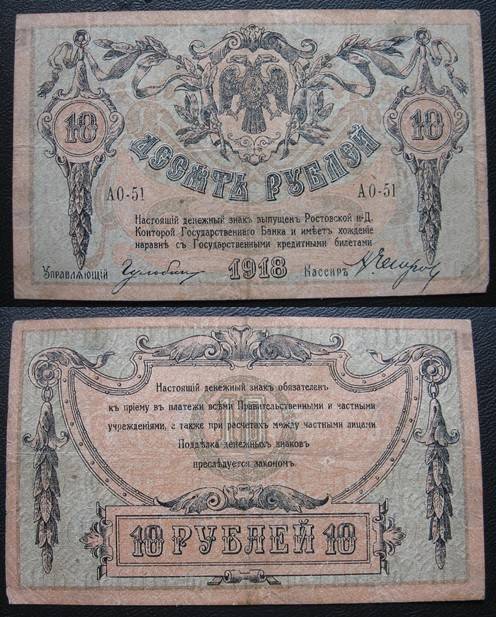 10
10
ДЕСЯТЬ РУБЛЕЙ
АО-51
АО-51
Настоящій денежный знакъ выпущенъ Ростовской н-Д.
Конторой Государственнаго Банка и имѣетъ хожденіе
наравнѣ съ Государственными кредитными билетами
Управляющій
1918
Кассиръ
Настоящій денежный знакъ обязателенъ
къ пріему въ платежи всѣми Правительственными и частными
учрежденіями, а также при расчетахъ между частными лицами
Поддѣлка денежныхъ знаковъ
преслѣдуется закономъ.
10 РУБЛЕЙ 10